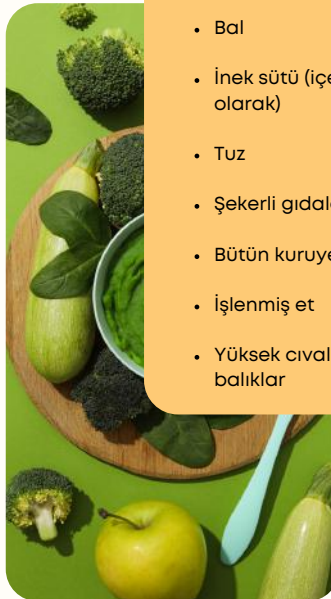 • Bal
• İnek sütü
olarak)
• Tuz
• Şekerli
• Bütün
• İşlenmiş et
• Yüksek
balıklar